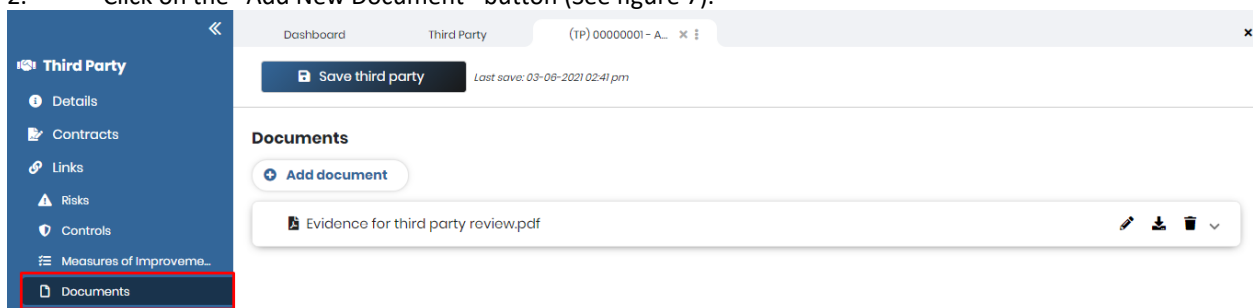 2. Click on the "Add New Document" button (See figure 7).
Dashboard Third Party (TP) 00000001 - A...
Third Party
Save third party Last save: 03-06-2021 02:41 pm
Details
Contracts
Documents
Links
Add document
Risks
Evidence for third party review.pdf
Controls
Measures of Improveme...
Documents